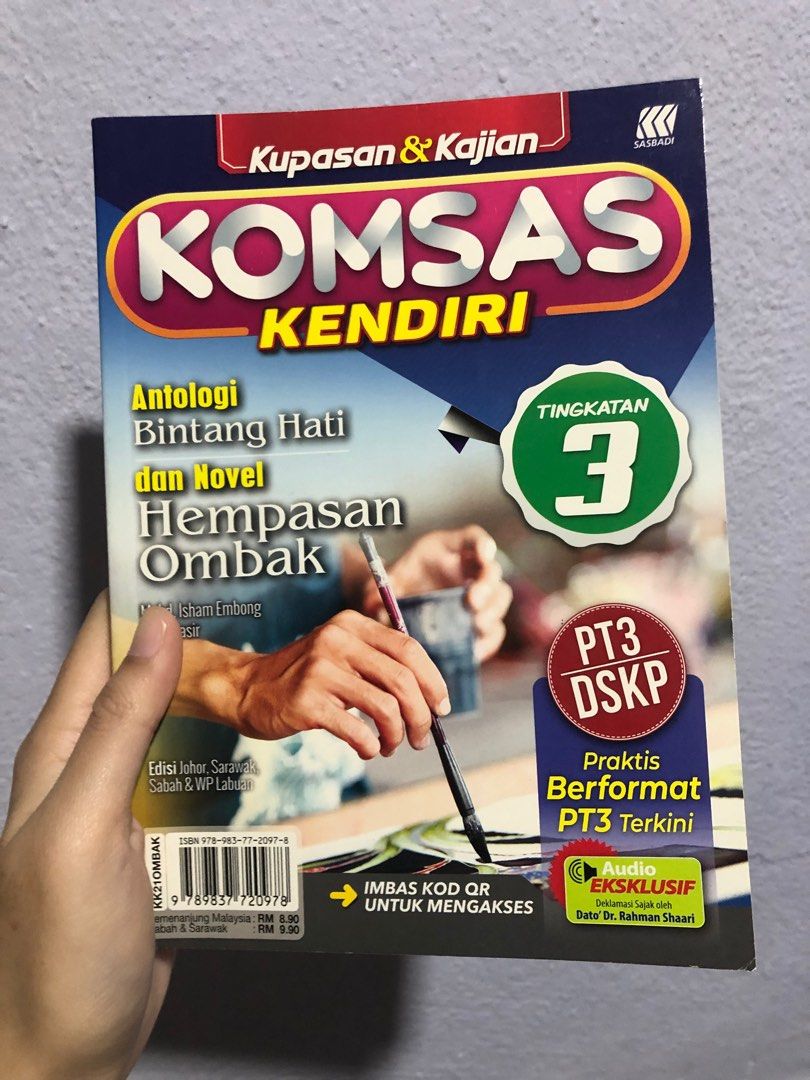 Kupasan & Kajian
SASBADI
KOMSAS
KENDIRI
Antologi
Bintang Hati
dan Novel
Hempasan
Ombak
TINGKATAN
3
Isham Embong
PT3
DSKP
Praktis
Berformat
PT3 Terkini
Edisi Johor, Sarawak,
Sabah & WP Labuan
ISBN 978-983-77-2097-8
KK21OMBAK
9 789837 720978
Semenanjung Malaysia : RM 8.90
Sabah & Sarawak : RM 9.90
IMBAS KOD QR
UNTUK MENGAKSES
Audio
EKSKLUSIF
Deklamasi Sajak oleh
Dato' Dr. Rahman Shaari